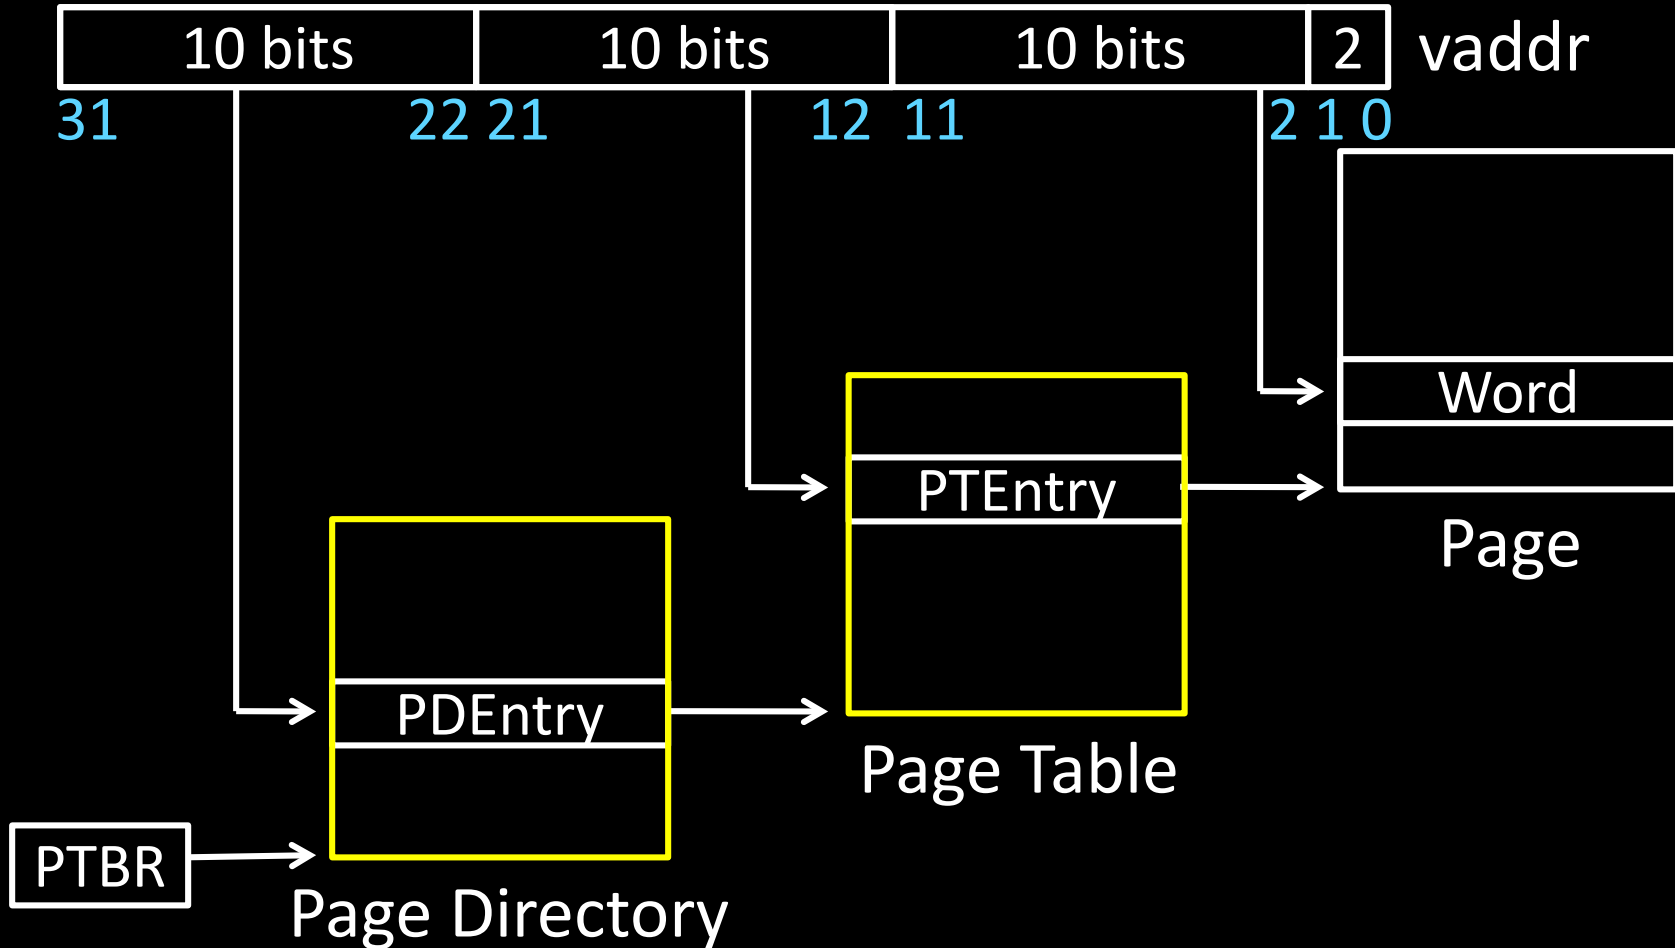 10 bits 10 bits 10 bits 2 vaddr
31 22 21 12 11 2 1 0
Word
PTEntry
Page
PDEntry
Page Table
PTBR
Page Directory